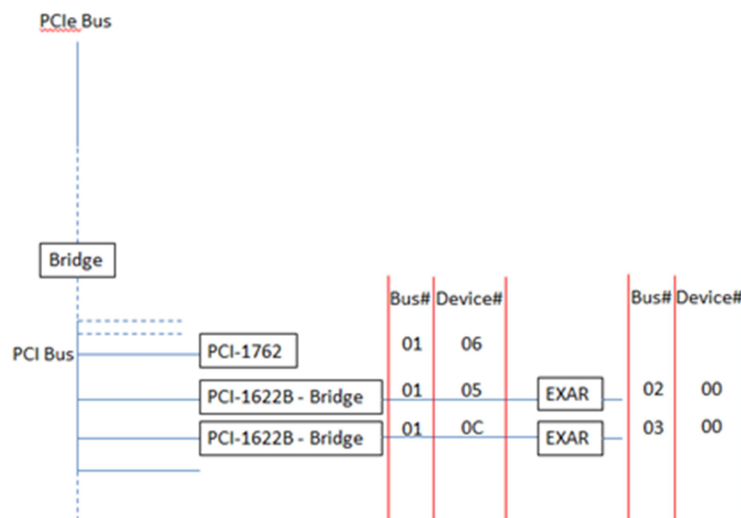 PCIe Bus
Bridge
Bus# Device# Bus# Device#
PCI Bus PCI-1762 01 06
PCI-1622B - Bridge 01 05 EXAR 02 00
PCI-1622B - Bridge 01 0C EXAR 03 00